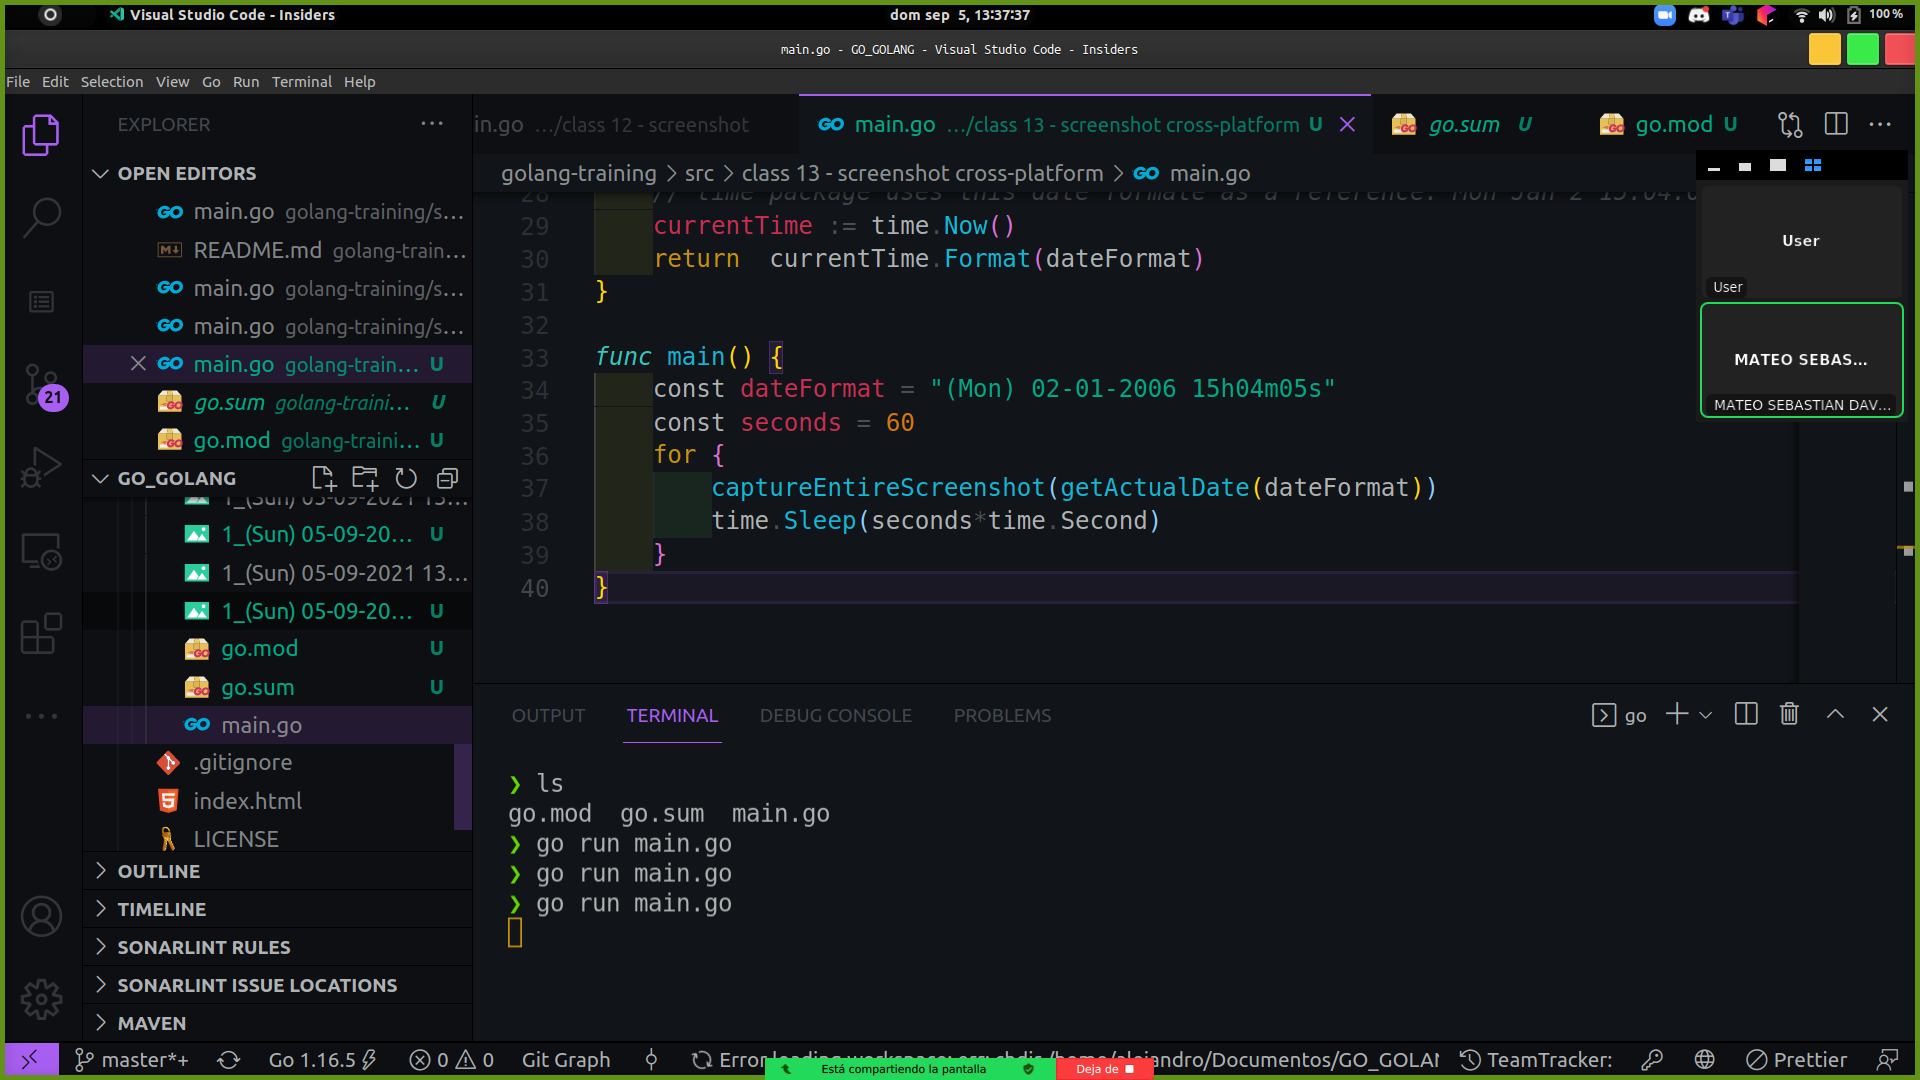 Visual Studio Code - Insiders
dom sep 5, 13:37:37
100 %
main.go - GO_GOLANG - Visual Studio Code - Insiders
File Edit Selection View Go Run Terminal Help
EXPLORER
in.go .../class 12 - screenshot
main.go .../class 13 - screenshot cross-platform U
go.sum U
go.mod U
golang-training > src > class 13 - screenshot cross-platform > main.go
OPEN EDITORS
main.go golang-training/s...
README.md golang-train...
main.go golang-training/s...
main.go golang-training/s...
main.go golang-train... U
go.sum golang-traini... U
go.mod golang-traini... U
21
GO_GOLANG
1_(Sun) 05-09-2021 13...
1_(Sun) 05-09-20... U
1_(Sun) 05-09-2021 13...
1_(Sun) 05-09-20... U
go.mod U
go.sum U
main.go
.gitignore
index.html
LICENSE
OUTLINE
TIMELINE
SONARLINT RULES
SONARLINT ISSUE LOCATIONS
MAVEN
28 // time package uses this date formate as a reference: Mon Jan 2 15:04:0
29 currentTime := time.Now()
30 return  currentTime.Format(dateFormat)
31 }
32
33 func main() {
34 const dateFormat = "(Mon) 02-01-2006 15h04m05s"
35 const seconds = 60
36 for {
37 captureEntireScreenshot(getActualDate(dateFormat))
38 time.Sleep(seconds*time.Second)
39 }
40 }
User
User
MATEO SEBAS...
MATEO SEBASTIAN DAV...
OUTPUT TERMINAL DEBUG CONSOLE PROBLEMS
go
❯ ls
go.mod  go.sum  main.go
❯ go run main.go
❯ go run main.go
❯ go run main.go
master*+
Go 1.16.5
0 0
Git Graph
Error loading workspace: err: chdir /home/alejandro/Documentos/GO_GOLAN
TeamTracker:
Prettier
Está compartiendo la pantalla
Deja de